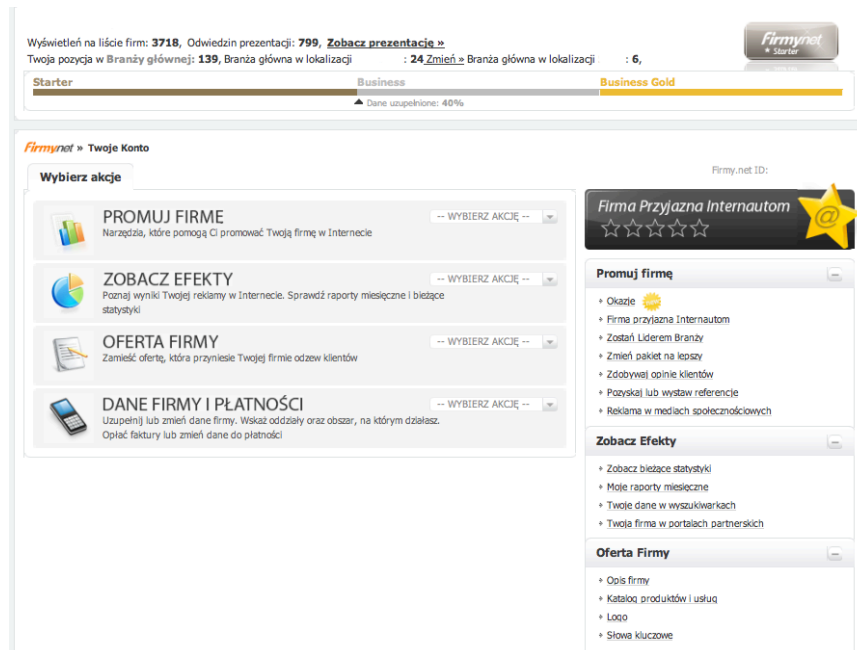 Wyświetleń na liście firm: 3718, Odwiedzin prezentacji: 799, Zobacz prezentację »
Twoja pozycja w Branży głównej: 139, Branża główna w lokalizacji : 24 Zmień » Branża główna w lokalizacji : 6,
Firmynet
* Starter
Starter Business Business Gold
Dane uzupełnione: 40%
Firmynet » Twoje Konto
Firmy.net ID:
Wybierz akcje
PROMUJ FIRME
-- WYBIERZ AKCJĘ --
Narzędzia, które pomogą Ci promować Twoją firmę w Internecie
ZOBACZ EFEKTY
-- WYBIERZ AKCJĘ --
Poznaj wyniki Twojej reklamy w Internecie. Sprawdź raporty miesięczne i bieżące
statystyki
OFERTA FIRMY
-- WYBIERZ AKCJĘ --
Zamieść ofertę, która przyniesie Twojej firmie odzew klientów
DANE FIRMY I PŁATNOŚCI
-- WYBIERZ AKCJĘ --
Uzupełnij lub zmień dane firmy. Wskaż oddziały oraz obszar, na którym działasz.
Opłać faktury lub zmień dane do płatności
Firma Przyjazna Internautom
@
Promuj firmę
Okazje
Firma przyjazna Internautom
Zostań Liderem Branży
Zmień pakiet na lepszy
Zdobywaj opinie klientów
Pozyskaj lub wystaw referencje
Reklama w mediach społecznościowych
Zobacz Efekty
Zobacz bieżące statystyki
Moje raporty miesięczne
Twoje dane w wyszukiwarkach
Twoja firma w portalach partnerskich
Oferta Firmy
Opis firmy
Katalog produktów i usług
Logo
Słowa kluczowe